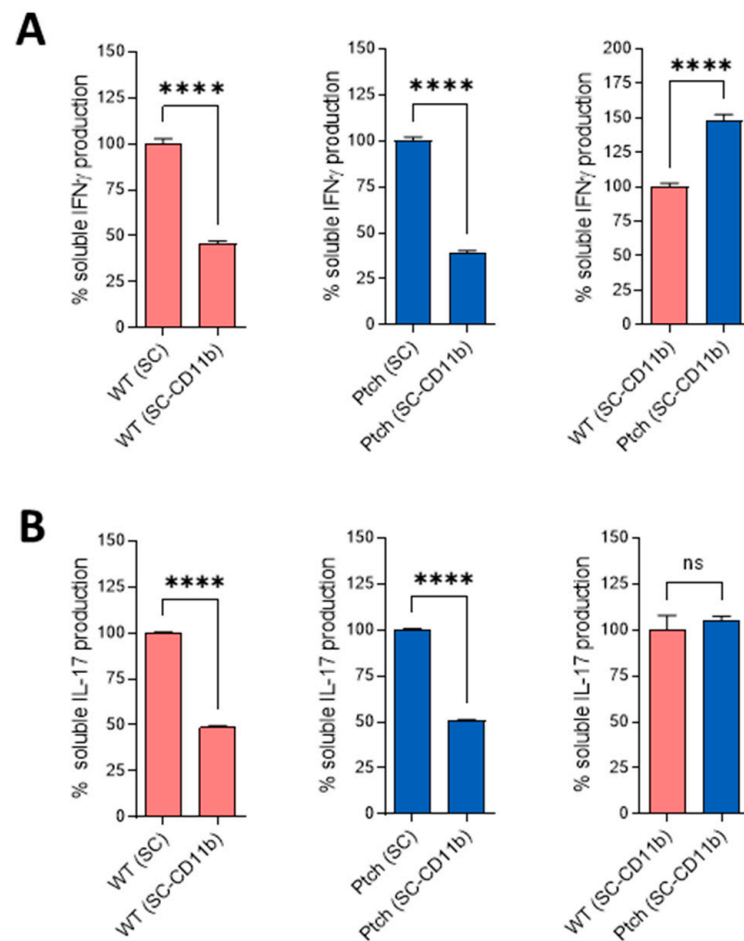 A
% soluble IFNγ production
150
125
100
75
50
25
0
****
WT (SC)
WT (SC-CD11b)
% soluble IFNγ production
150
125
100
75
50
25
0
****
Ptch (SC)
Ptch (SC-CD11b)
% soluble IFNγ production
200
175
150
125
100
75
50
25
0
****
WT (SC-CD11b)
Ptch (SC-CD11b)
B
% soluble IL-17 production
150
125
100
75
50
25
0
****
WT (SC)
WT (SC-CD11b)
% soluble IL-17 production
150
125
100
75
50
25
0
****
Ptch (SC)
Ptch (SC-CD11b)
% soluble IL-17 production
150
125
100
75
50
25
0
ns
WT (SC-CD11b)
Ptch (SC-CD11b)